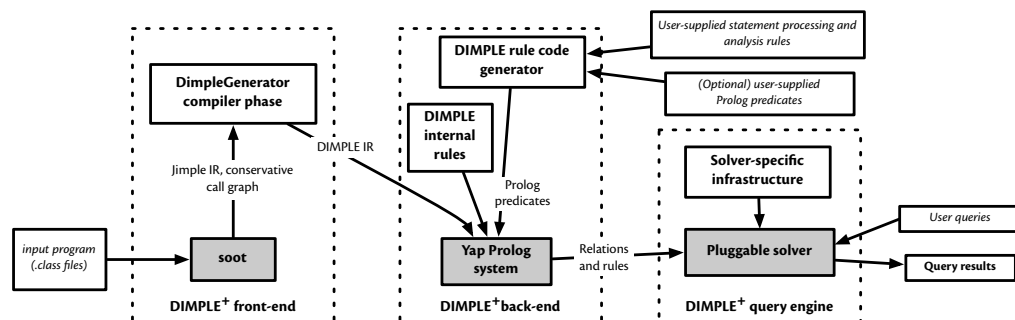 User-supplied statement processing and
analysis rules
DIMPLE rule code
generator
(Optional) user-supplied
Prolog predicates
DimpleGenerator
compiler phase
DIMPLE
internal
rules
DIMPLE IR
Jimple IR, conservative
call graph
Prolog
predicates
Solver-specific
infrastructure
input program
(.class files)
soot
Yap Prolog
system
Relations
and rules
Pluggable solver
User queries
Query results
DIMPLE+ front-end
DIMPLE+back-end
DIMPLE+ query engine